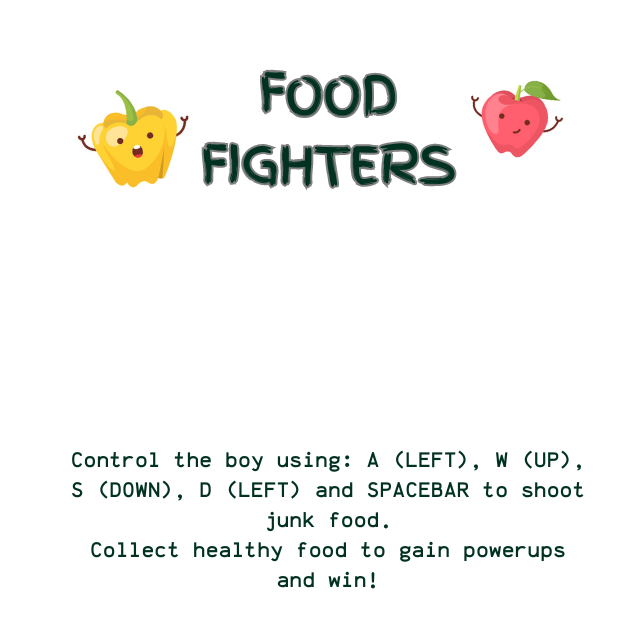 FOOD
FIGHTERS
Control the boy using: A (LEFT), W (UP),
S (DOWN), D (LEFT) and SPACEBAR to shoot
junk food.
Collect healthy food to gain powerups
and win!